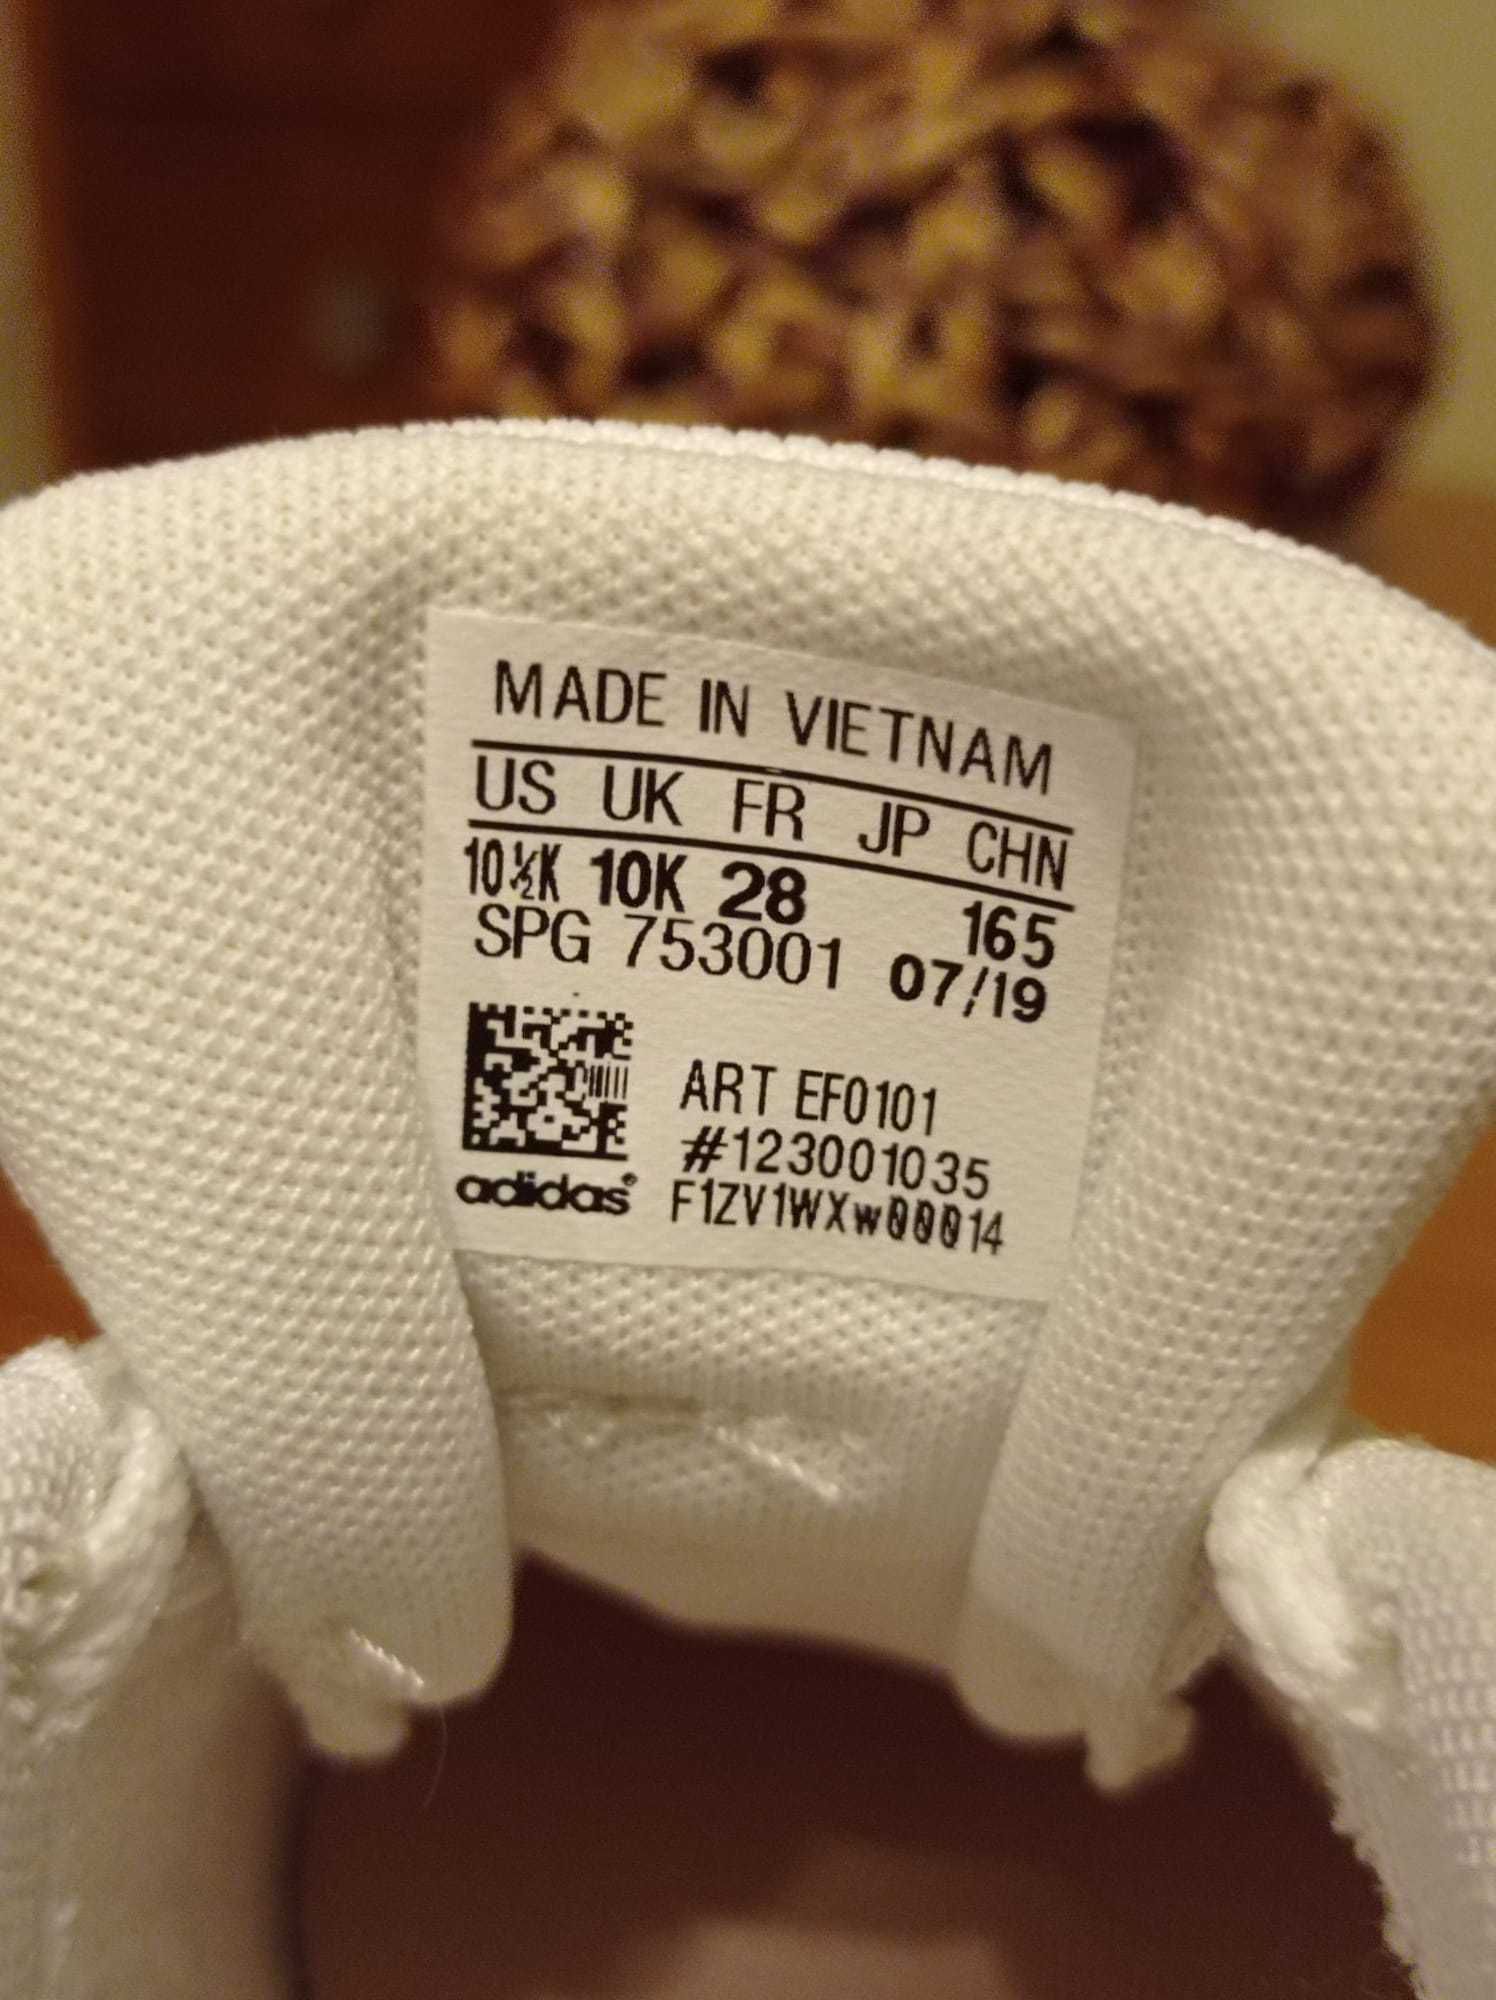 MADE IN VIETNAM
US UK FR JP CHN
10½K 10K 28 165
SPG 753001 07/19
ART EF0101
#123001035
adidas® F1ZV1WXw00014